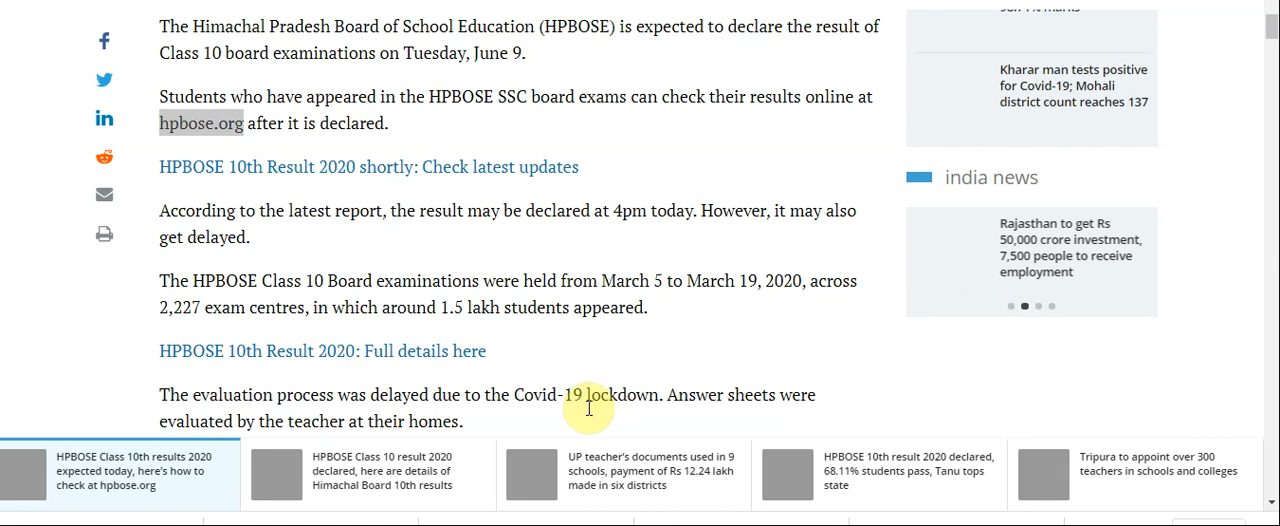 The Himachal Pradesh Board of School Education (HPBOSE) is expected to declare the result of
Class 10 board examinations on Tuesday, June 9.
Students who have appeared in the HPBOSE SSC board exams can check their results online at
hpbose.org after it is declared.
HPBOSE 10th Result 2020 shortly: Check latest updates
According to the latest report, the result may be declared at 4pm today. However, it may also
get delayed.
The HPBOSE Class 10 Board examinations were held from March 5 to March 19, 2020, across
2,227 exam centres, in which around 1.5 lakh students appeared.
HPBOSE 10th Result 2020: Full details here
The evaluation process was delayed due to the Covid-19 lockdown. Answer sheets were
evaluated by the teacher at their homes.
Kharar man tests positive
for Covid-19; Mohali
district count reaches 137
india news
Rajasthan to get Rs
50,000 crore investment,
7,500 people to receive
employment
HPBOSE Class 10th results 2020
expected today, here's how to
check at hpbose.org
HPBOSE Class 10 result 2020
declared, here are details of
Himachal Board 10th results
UP teacher's documents used in 9
schools, payment of Rs 12.24 lakh
made in six districts
HPBOSE 10th result 2020 declared,
68.11% students pass, Tanu tops
state
Tripura to appoint over 300
teachers in schools and colleges